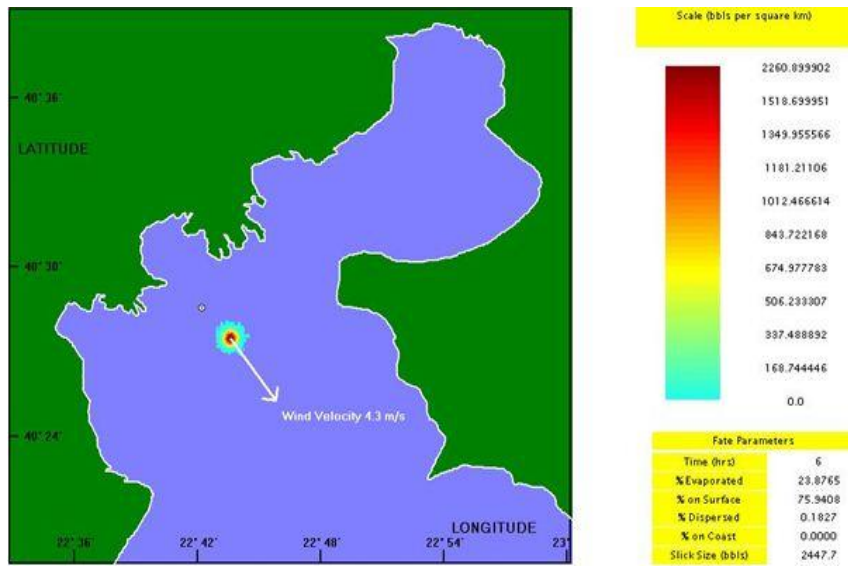 Scale (bbls per square km)
2260.899902
1518.699951
1349.955566
1181.21106
1012.466614
843.722168
674.977783
506.233307
337.488892
168.744446
0.0
40° 36'
LATITUDE
40° 30'
40° 24'
Wind Velocity 4.3 m/s
LONGITUDE
22° 36' 22° 42' 22° 48' 22° 54' 23°
Fate Parameters
Time (hrs) 6
% Evaporated 23.8765
% on Surface 75.9408
% Dispersed 0.1827
% on Coast 0.0000
Slick Size (bbls) 2447.7